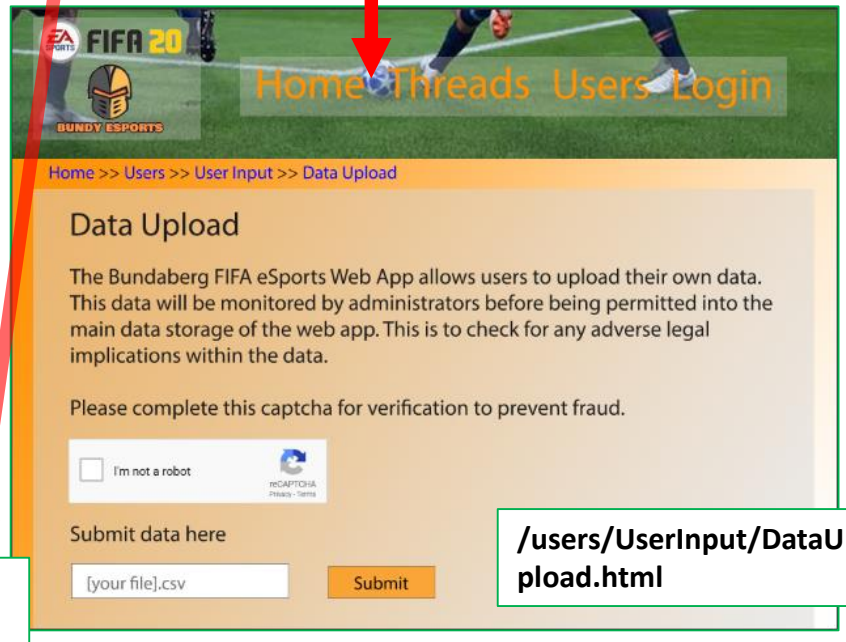 EA SPORTS FIFA 20
BUNDY ESPORTS
Home Threads Users Login
Home >> Users >> User Input >> Data Upload
Data Upload
The Bundaberg FIFA eSports Web App allows users to upload their own data.
This data will be monitored by administrators before being permitted into the
main data storage of the web app. This is to check for any adverse legal
implications within the data.
Please complete this captcha for verification to prevent fraud.
I'm not a robot
reCAPTCHA
Privacy - Terms
Submit data here
[your file].csv
Submit
/users/UserInput/DataU
pload.html